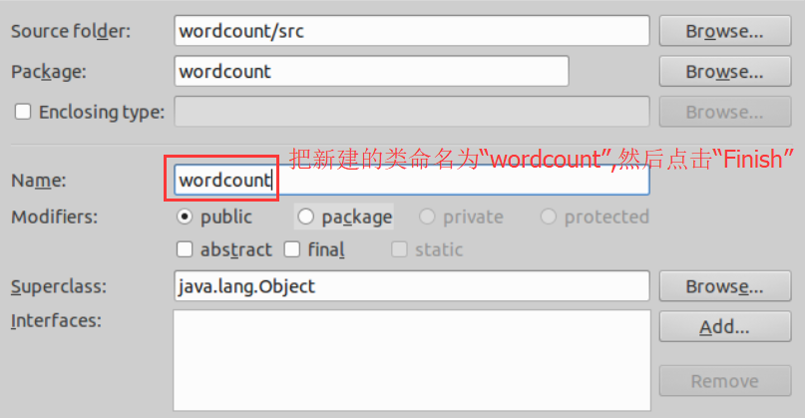 Source folder: wordcount/src Browse...
Package: wordcount Browse...
Enclosing type: Browse...
把新建的类命名为“wordcount”,然后点击“Finish”
Name: wordcount
Modifiers: public package private protected
abstract final static
Superclass: java.lang.Object Browse...
Interfaces: Add...
Remove